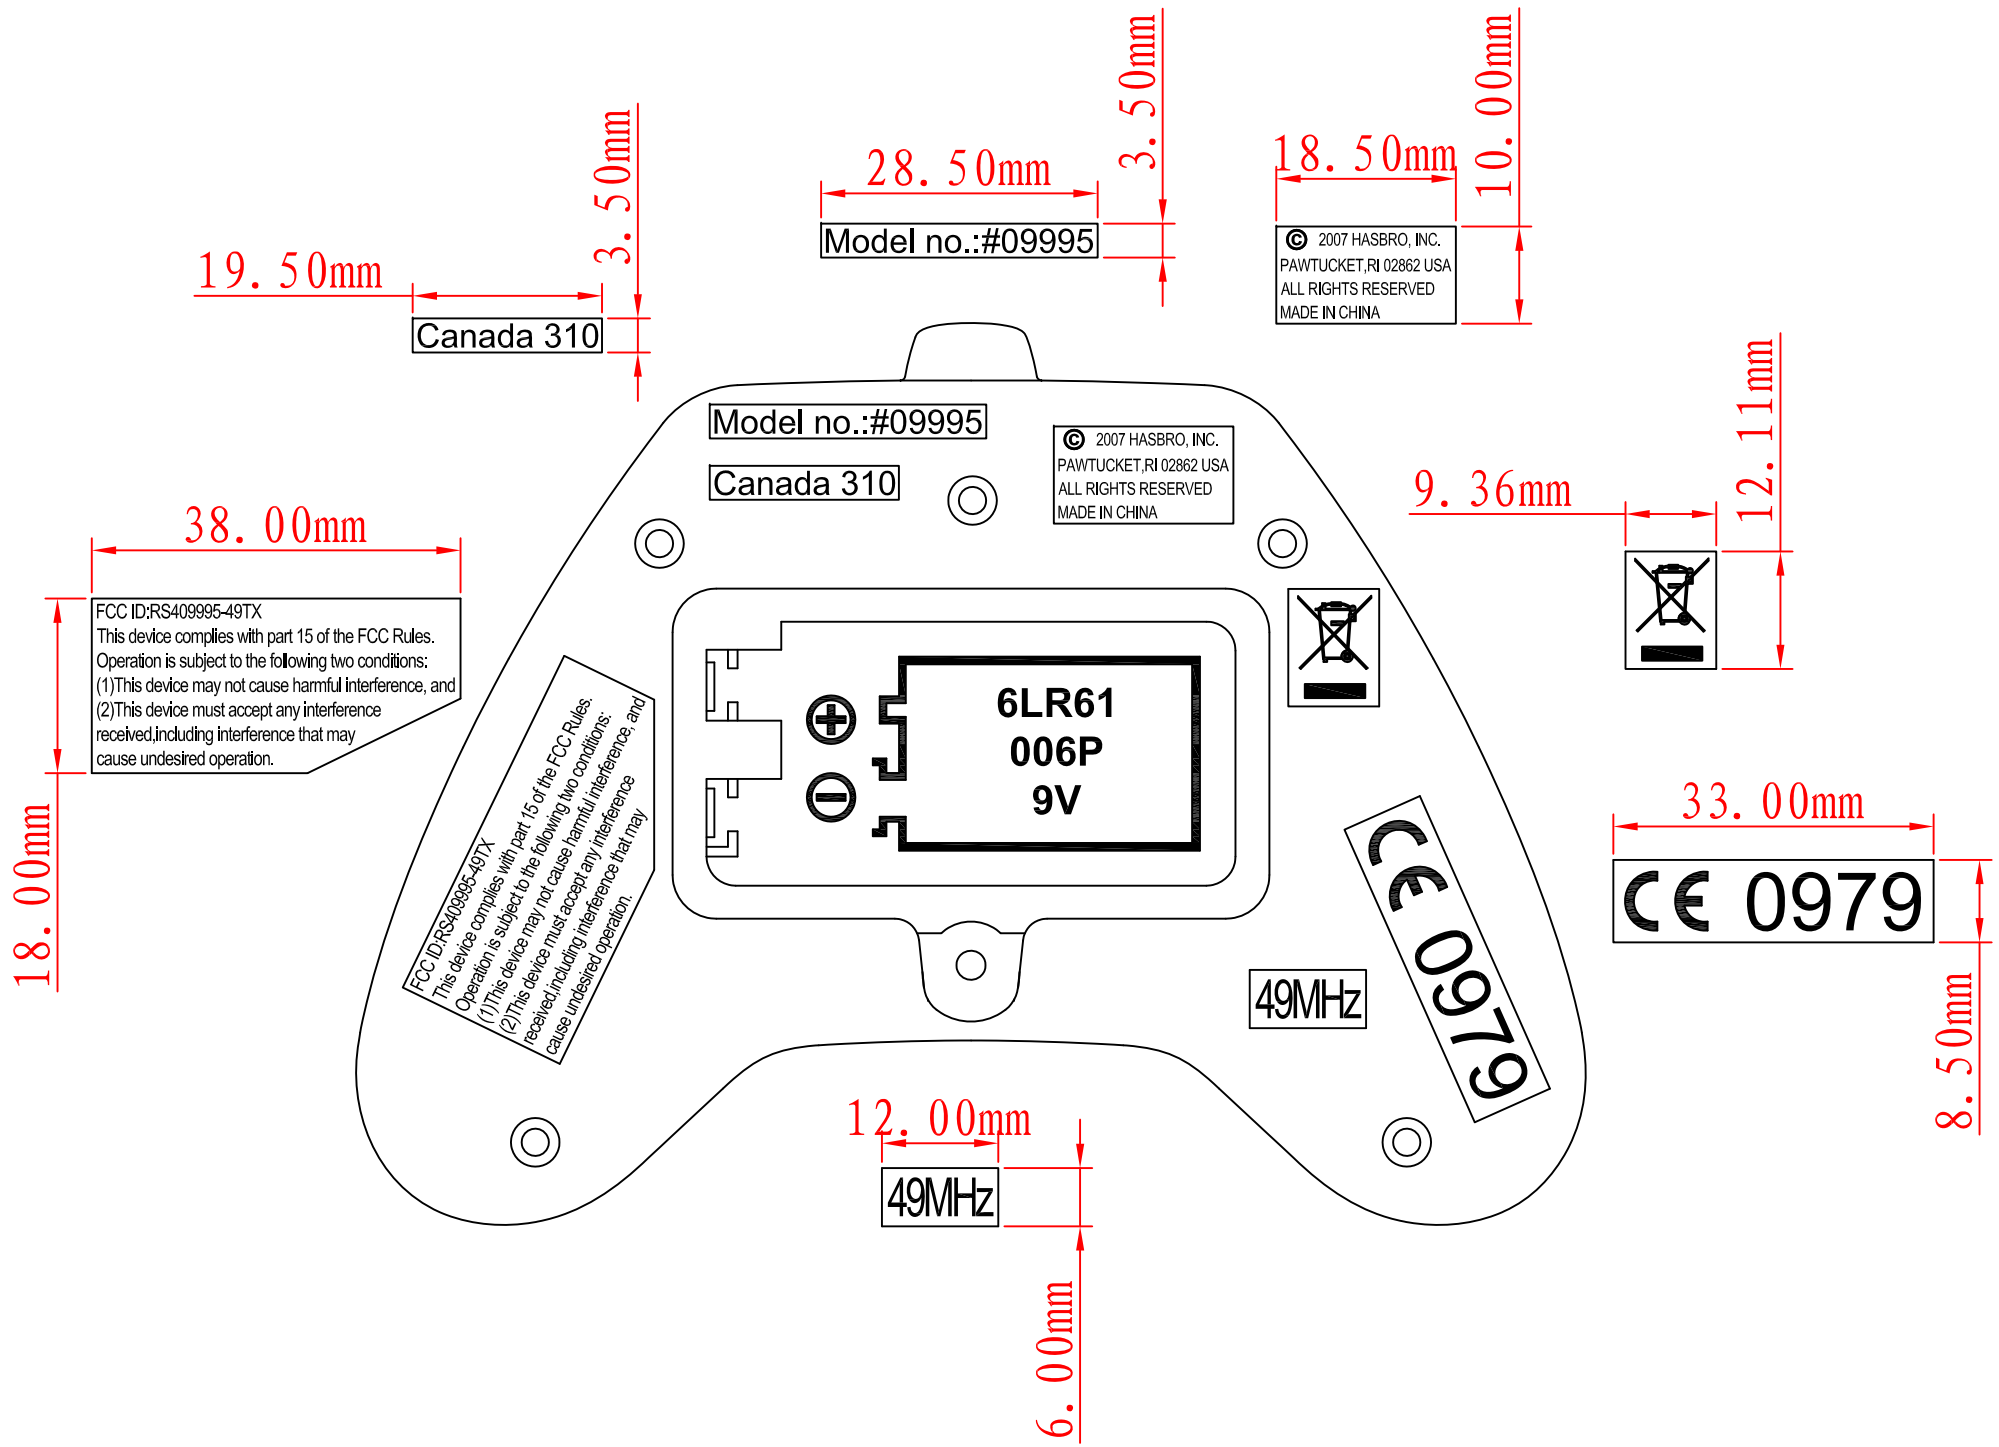 3.50mm
10.00mm
28.50mm
18.50mm
3.50mm
Model no.:#09995
© 2007 HASBRO, INC.
PAWTUCKET,RI 02862 USA
ALL RIGHTS RESERVED
MADE IN CHINA
19.50mm
Canada 310
Model no.:#09995
Canada 310
© 2007 HASBRO, INC.
PAWTUCKET,RI 02862 USA
ALL RIGHTS RESERVED
MADE IN CHINA
12.11mm
9.36mm
38.00mm
FCC ID:RS409995-49TX
This device complies with part 15 of the FCC Rules.
Operation is subject to the following two conditions:
(1)This device may not cause harmful interference, and
(2)This device must accept any interference
received,including interference that may
cause undesired operation.
18.00mm
FCC ID:RS409995-49TX
This device complies with part 15 of the FCC Rules.
Operation is subject to the following two conditions:
(1)This device may not cause harmful interference, and
(2)This device must accept any interference
received,including interference that may
cause undesired operation.
6LR61
006P
9V
33.00mm
CE 0979
8.50mm
CE 0979
49MHz
12.00mm
49MHz
6.00mm